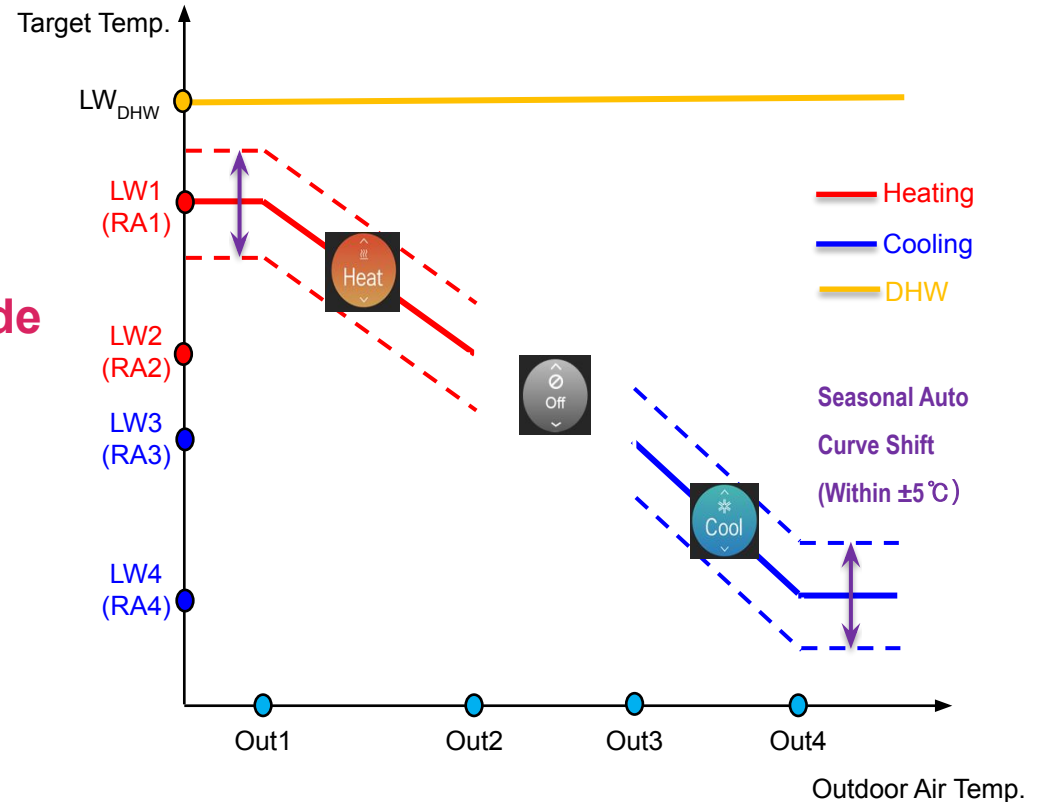 Target Temp.
LW_DHW
LW1
(RA1)
Heating
Cooling
Heat
DHW
de
LW2
(RA2)
Off
Seasonal Auto
Curve Shift
(Within ±5℃)
LW3
(RA3)
Cool
LW4
(RA4)
Out1
Out2
Out3
Out4
Outdoor Air Temp.